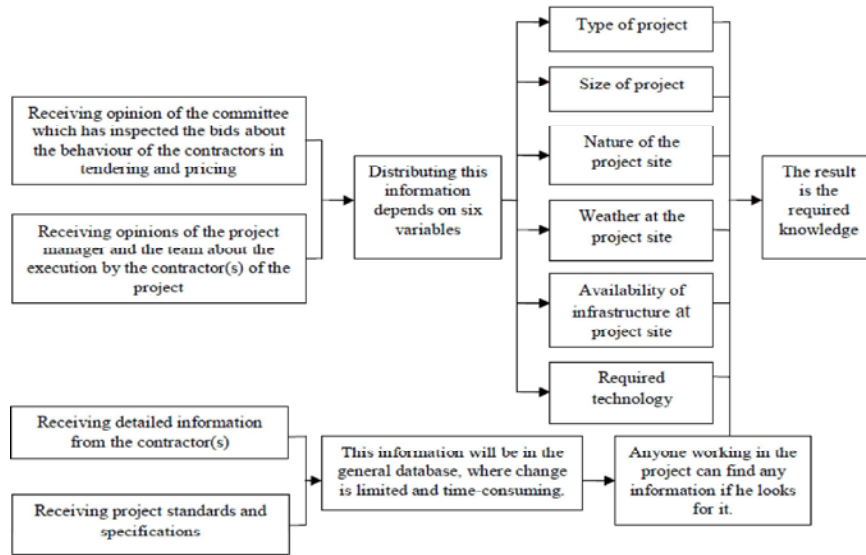 Type of project
Size of project
Receiving opinion of the committee
which has inspected the bids about
the behaviour of the contractors in
tendering and pricing
Nature of the
project site
Distributing this
information
depends on six
variables
The result
is the
required
knowledge
Weather at the
project site
Receiving opinions of the project
manager and the team about the
execution by the contractor(s) of the
project
Availability of
infrastructure at
project site
Required
technology
Receiving detailed information
from the contractor(s)
This information will be in the
general database, where change
is limited and time-consuming.
Anyone working in the
project can find any
information if he looks
for it.
Receiving project standards and
specifications